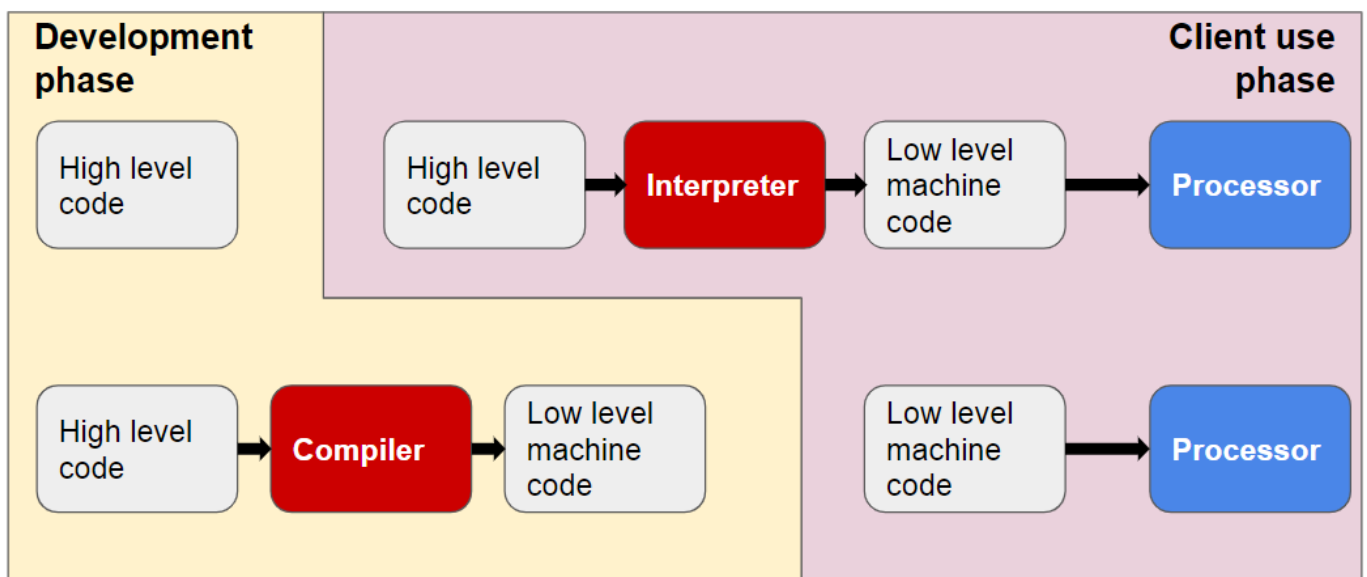 Development
phase
Client use
phase
High level
code
High level
code
Interpreter
Low level
machine
code
Processor
High level
code
Compiler
Low level
machine
code
Low level
machine
code
Processor